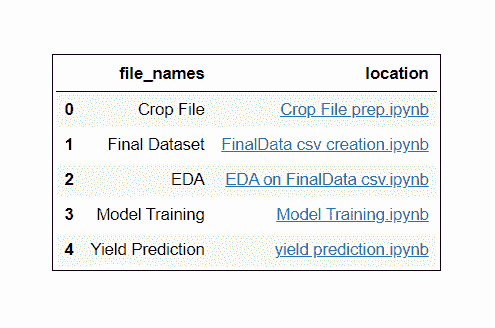 file_names location
0 Crop File Crop File prep.ipynb
1 Final Dataset FinalData csv creation.ipynb
2 EDA EDA on FinalData csv.ipynb
3 Model Training Model Training.ipynb
4 Yield Prediction yield prediction.ipynb